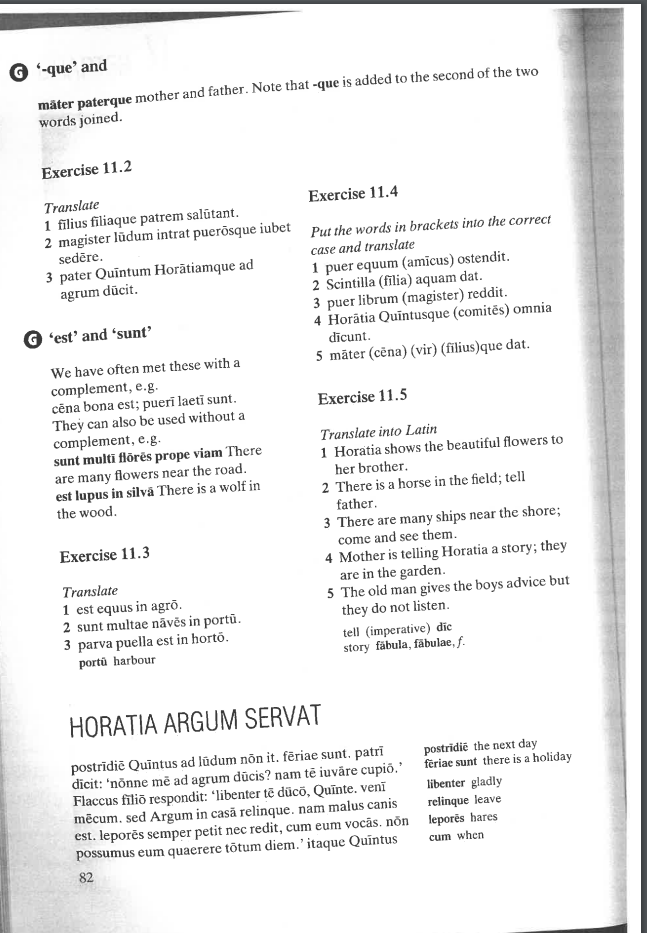 G ‘-que’ and
māter paterque mother and father. Note that -que is added to the second of the two
words joined.
Exercise 11.2
Translate
1 fīlius fīliaque patrem salūtant.
2 magister lūdum intrat puerōsque iubet
sedēre.
3 pater Quīntum Horātiamque ad
agrum dūcit.
G ‘est’ and ‘sunt’
We have often met these with a
complement, e.g.
cēna bona est; puerī laetī sunt.
They can also be used without a
complement, e.g.
sunt multī flōrēs prope viam There
are many flowers near the road.
est lupus in silvā There is a wolf in
the wood.
Exercise 11.3
Translate
1 est equus in agrō.
2 sunt multae nāvēs in portū.
3 parva puella est in hortō.
portū harbour
Exercise 11.4
Put the words in brackets into the correct
case and translate
1 puer equum (amīcus) ostendit.
2 Scintilla (fīlia) aquam dat.
3 puer librum (magister) reddit.
4 Horātia Quīntusque (comitēs) omnia
dīcunt.
5 māter (cēna) (vir) (fīlius)que dat.
Exercise 11.5
Translate into Latin
1 Horatia shows the beautiful flowers to
her brother.
2 There is a horse in the field; tell
father.
3 There are many ships near the shore;
come and see them.
4 Mother is telling Horatia a story; they
are in the garden.
5 The old man gives the boys advice but
they do not listen.
tell (imperative) dīc
story fābula, fābulae, f.
HORATIA ARGUM SERVAT
postrīdiē Quīntus ad lūdum nōn it. fēriae sunt. patrī
dīcit: ‘nōnne mē ad agrum dūcis? nam tē iuvāre cupiō.’
Flaccus fīliō respondit: ‘libenter tē dūcō, Quīnte. venī
mēcum. sed Argum in casā relinque. nam malus canis
est. leporēs semper petit nec redit, cum eum vocās. nōn
possumus eum quaerere tōtum diem.’ itaque Quīntus
postrīdiē the next day
fēriae sunt there is a holiday
libenter gladly
relinque leave
leporēs hares
cum when
82